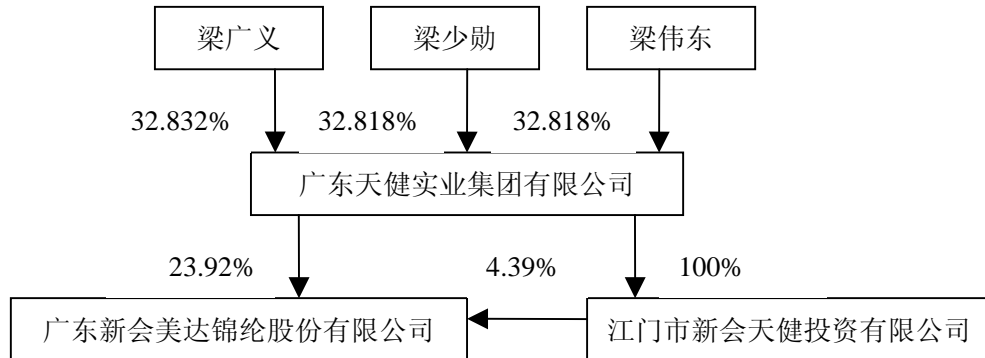 梁广义 梁少勋 梁伟东
32.832% 32.818% 32.818%
广东天健实业集团有限公司
23.92% 4.39% 100%
广东新会美达锦纶股份有限公司 江门市新会天健投资有限公司